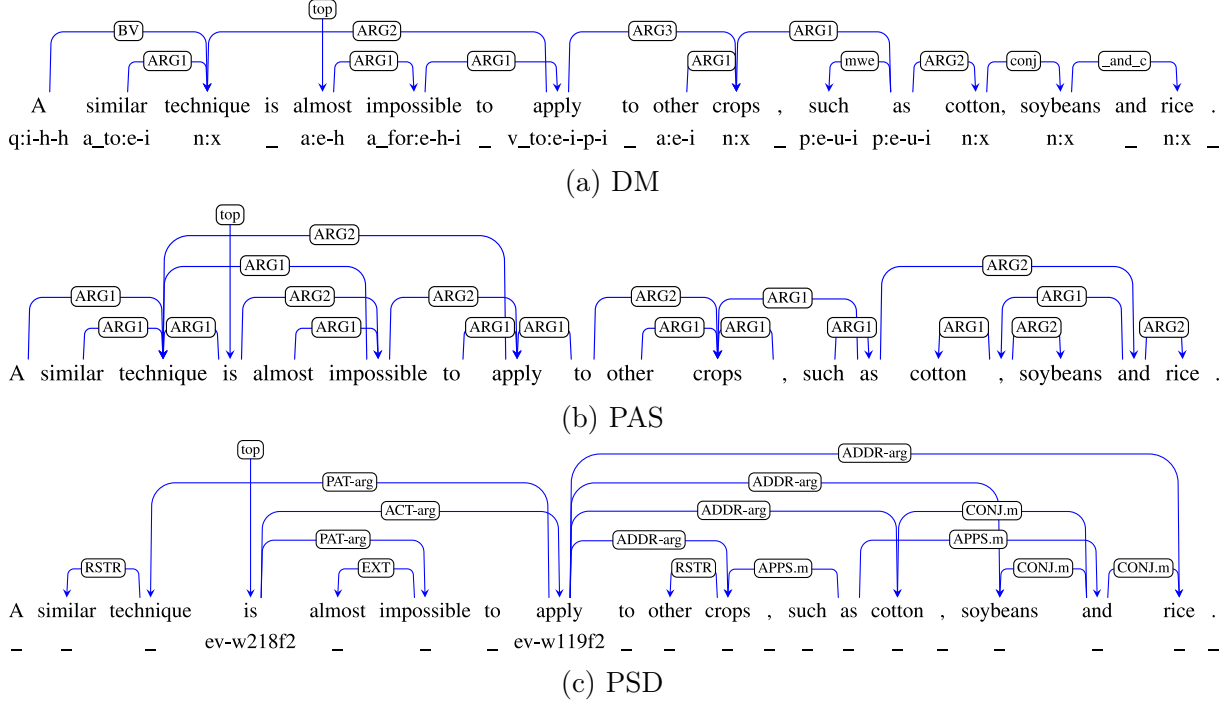 top
BV ARG2 ARG3 ARG1
ARG1 ARG1 ARG1 ARG1 mwe ARG2 conj _and_c
A similar technique is almost impossible to apply to other crops , such as cotton, soybeans and rice .
q:i-h-h a_to:e-i n:x _ a:e-h a_for:e-h-i _ v_to:e-i-p-i _ a:e-i n:x _ p:e-u-i p:e-u-i n:x n:x _ n:x _
(a) DM
top
ARG2
ARG1 ARG2
ARG1 ARG2 ARG2 ARG2 ARG1 ARG1
ARG1 ARG1 ARG1 ARG1 ARG1 ARG1 ARG1 ARG1 ARG1 ARG2 ARG2
A similar technique is almost impossible to apply to other crops , such as cotton , soybeans and rice .
(b) PAS
top ADDR-arg
PAT-arg ADDR-arg
ACT-arg ADDR-arg CONJ.m
PAT-arg ADDR-arg APPS.m
RSTR EXT RSTR APPS.m CONJ.m CONJ.m
A similar technique is almost impossible to apply to other crops , such as cotton , soybeans and rice .
_ _ _ ev-w218f2 _ _ _ ev-w119f2 _ _ _ _ _ _ _ _ _ _ _ _
(c) PSD